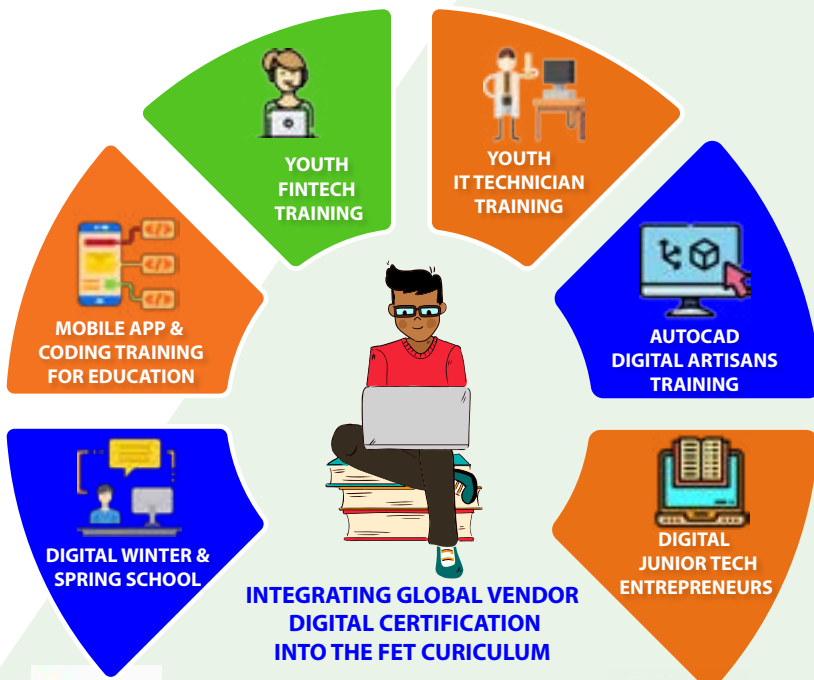 YOUTH
FINTECH
TRAINING
YOUTH
IT TECHNICIAN
TRAINING
MOBILE APP &
CODING TRAINING
FOR EDUCATION
AUTOCAD
DIGITAL ARTISANS
TRAINING
DIGITAL WINTER &
SPRING SCHOOL
DIGITAL
JUNIOR TECH
ENTREPRENEURS
INTEGRATING GLOBAL VENDOR
DIGITAL CERTIFICATION
INTO THE FET CURICULUM